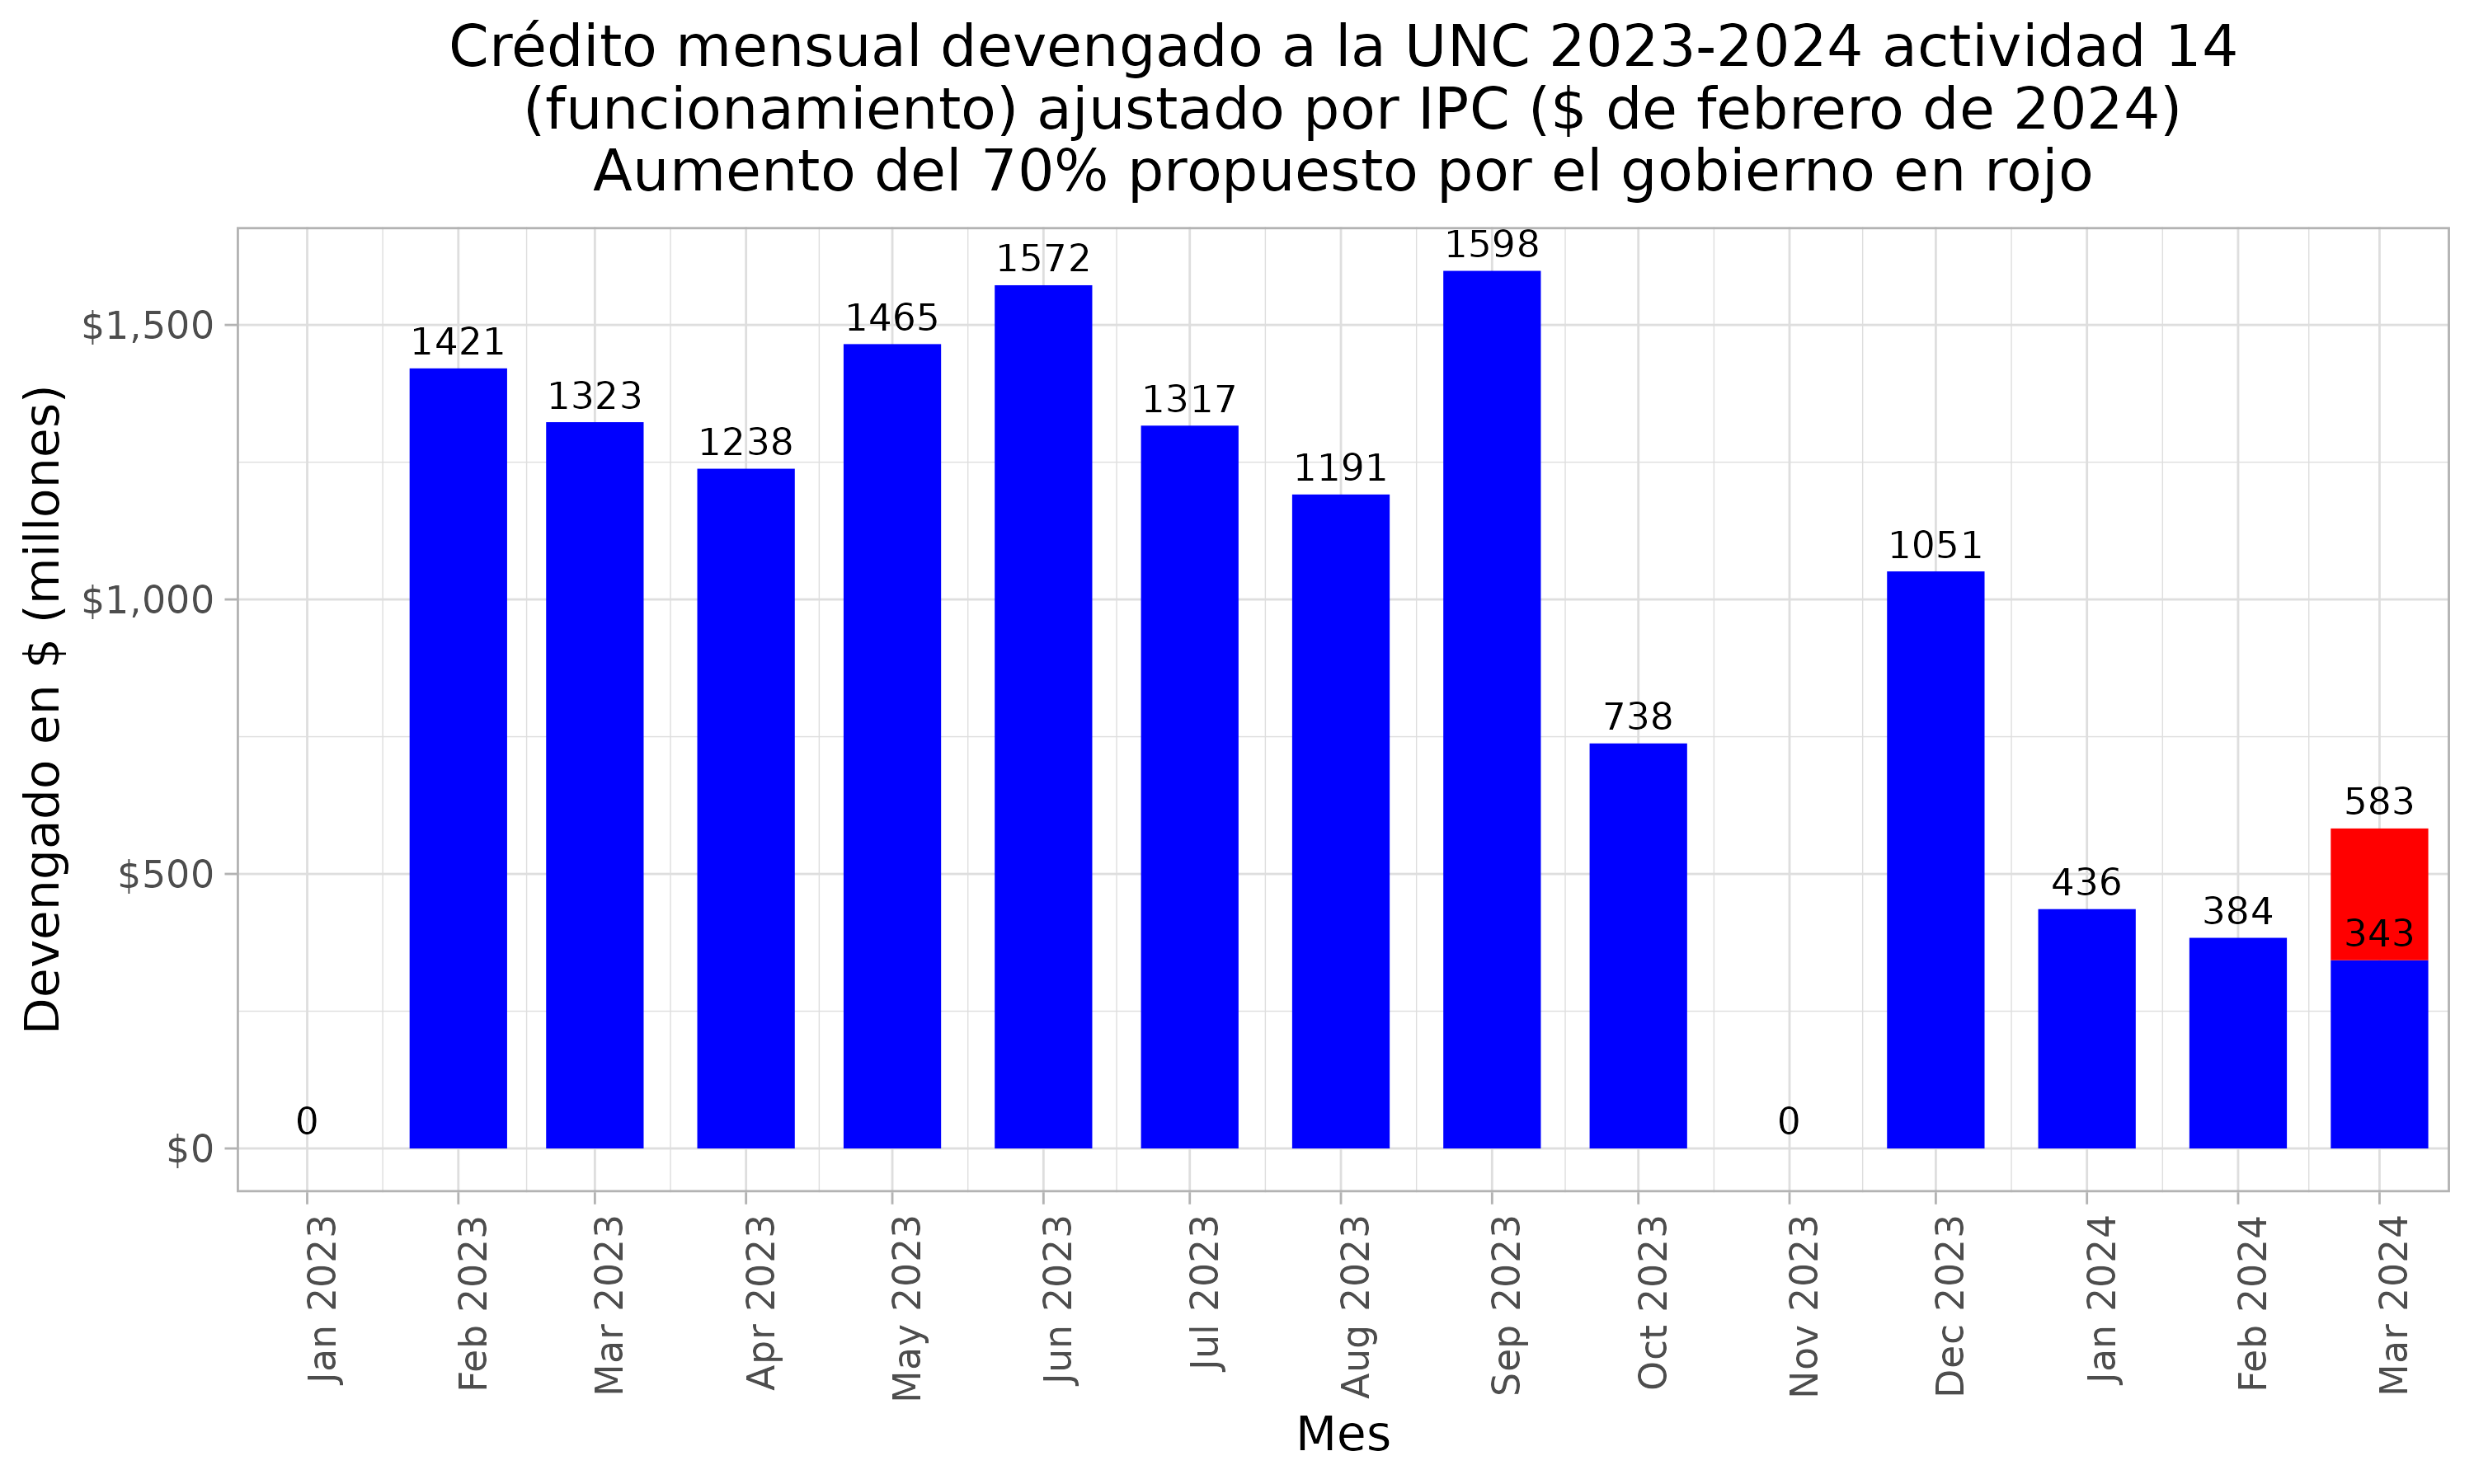 Crédito mensual devengado a la UNC 2023-2024 actividad 14
(funcionamiento) ajustado por IPC ($ de febrero de 2024)
Aumento del 70% propuesto por el gobierno en rojo
Devengado en $ (millones)
$1,500
$1,000
$500
$0
0
1421
1323
1238
1465
1572
1317
1191
1598
738
0
1051
436
384
583
343
Jan 2023
Feb 2023
Mar 2023
Apr 2023
May 2023
Jun 2023
Jul 2023
Aug 2023
Sep 2023
Oct 2023
Nov 2023
Dec 2023
Jan 2024
Feb 2024
Mar 2024
Mes